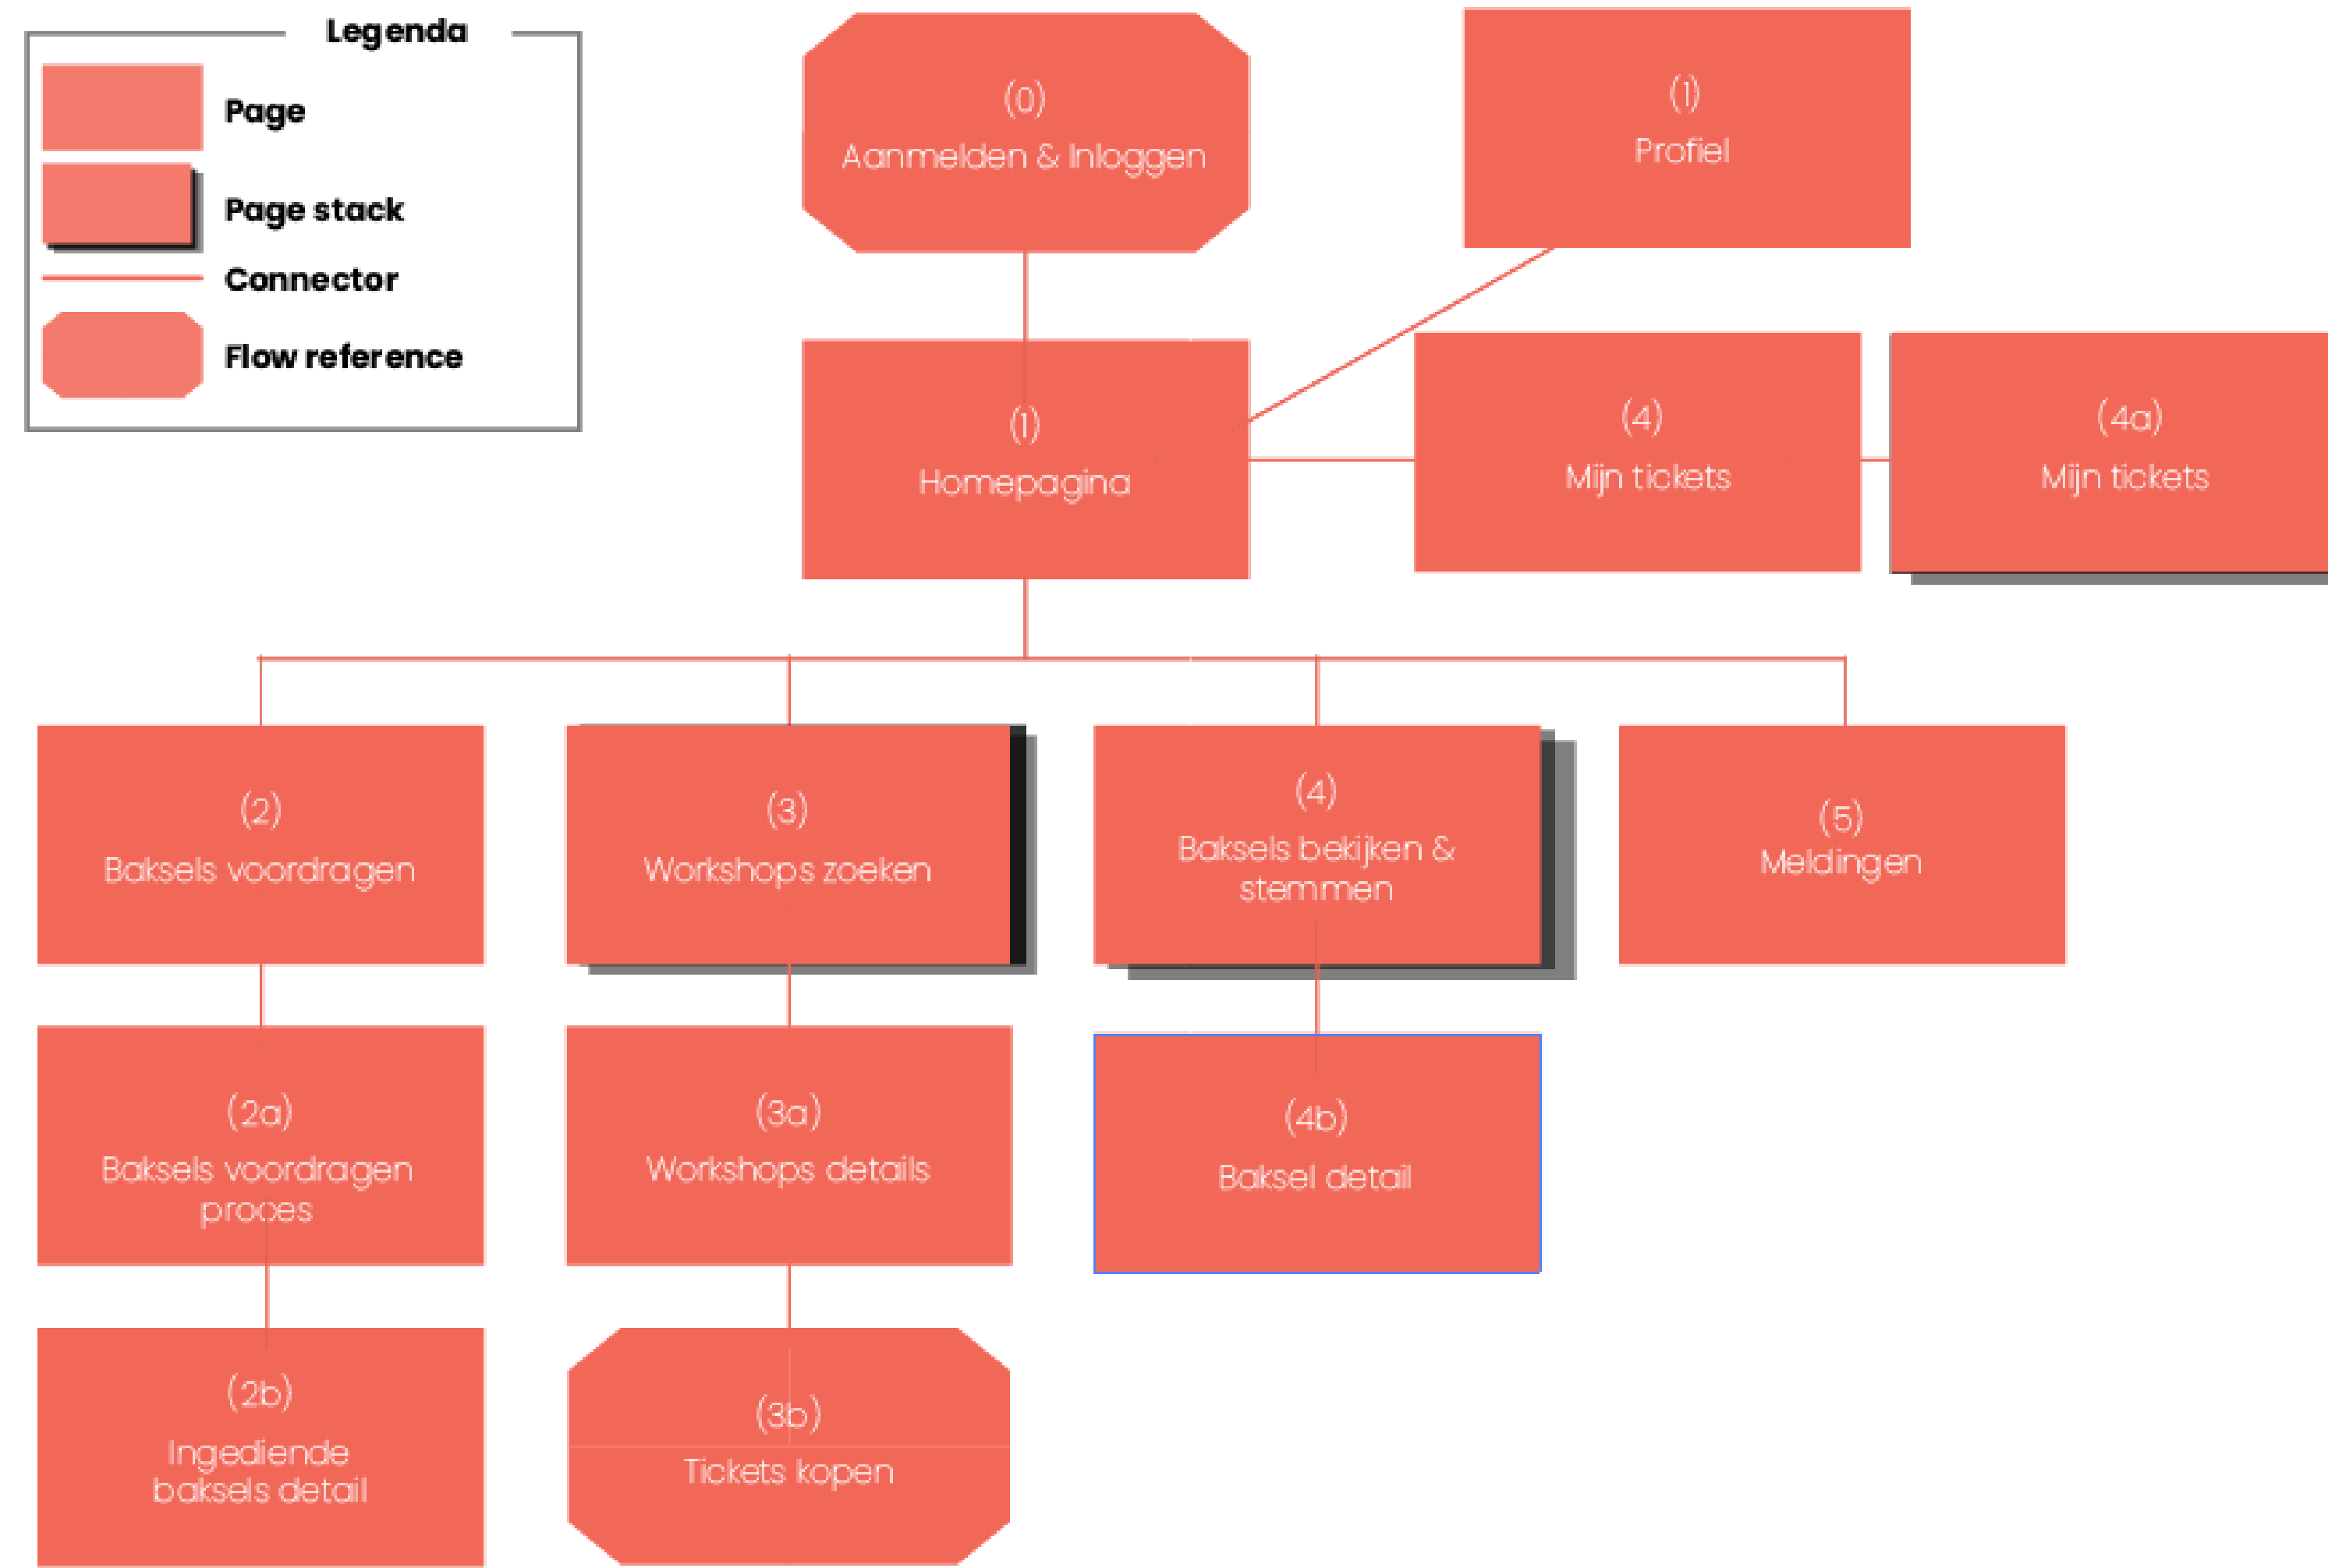 Legenda
Page
Page stack
Connector
Flow reference
(0)
Aanmelden & Inloggen
(1)
Profiel
(1)
Homepagina
(4)
Mijn tickets
(4a)
Mijn tickets
(2)
Baksels voordragen
(3)
Workshops zoeken
(4)
Baksels bekijken &
stemmen
(5)
Meldingen
(2a)
Baksels voordragen
proces
(3a)
Workshops details
(4b)
Baksel detail
(2b)
Ingediende
baksels detail
(3b)
Tickets kopen